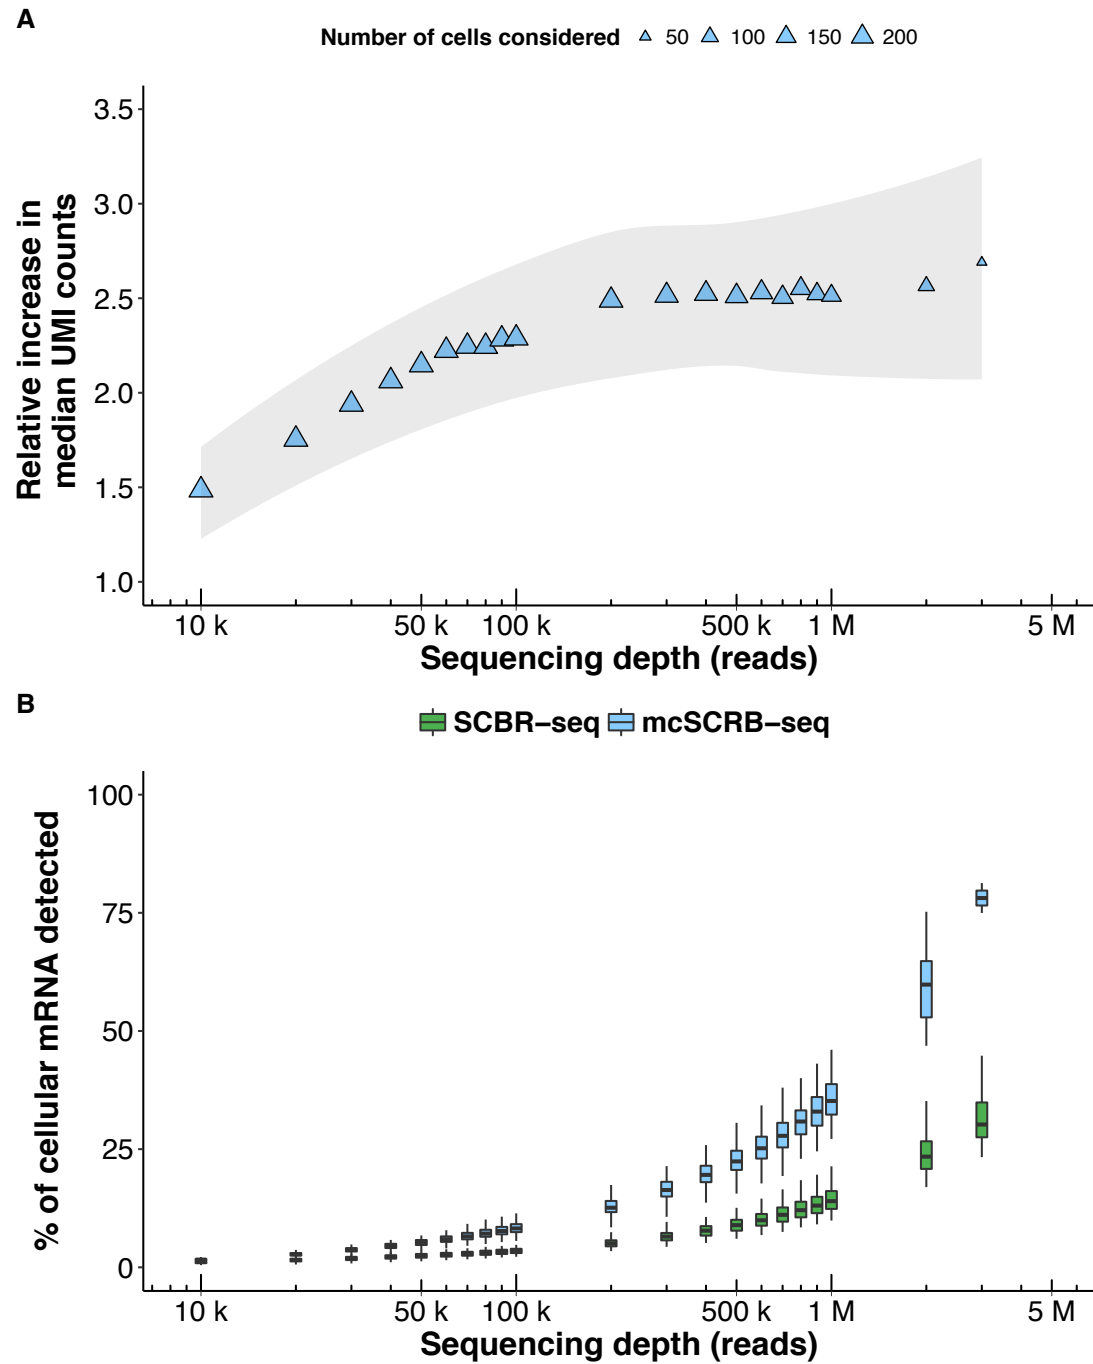 A
Number of cells considered 50 100 150 200
3.5
3.0
2.5
2.0
1.5
1.0
Relative increase in
median UMI counts
10 k 50 k 100 k 500 k 1 M 5 M
Sequencing depth (reads)
B
SCBR–seq mcSCRB–seq
100
75
50
25
0
% of cellular mRNA detected
10 k 50 k 100 k 500 k 1 M 5 M
Sequencing depth (reads)